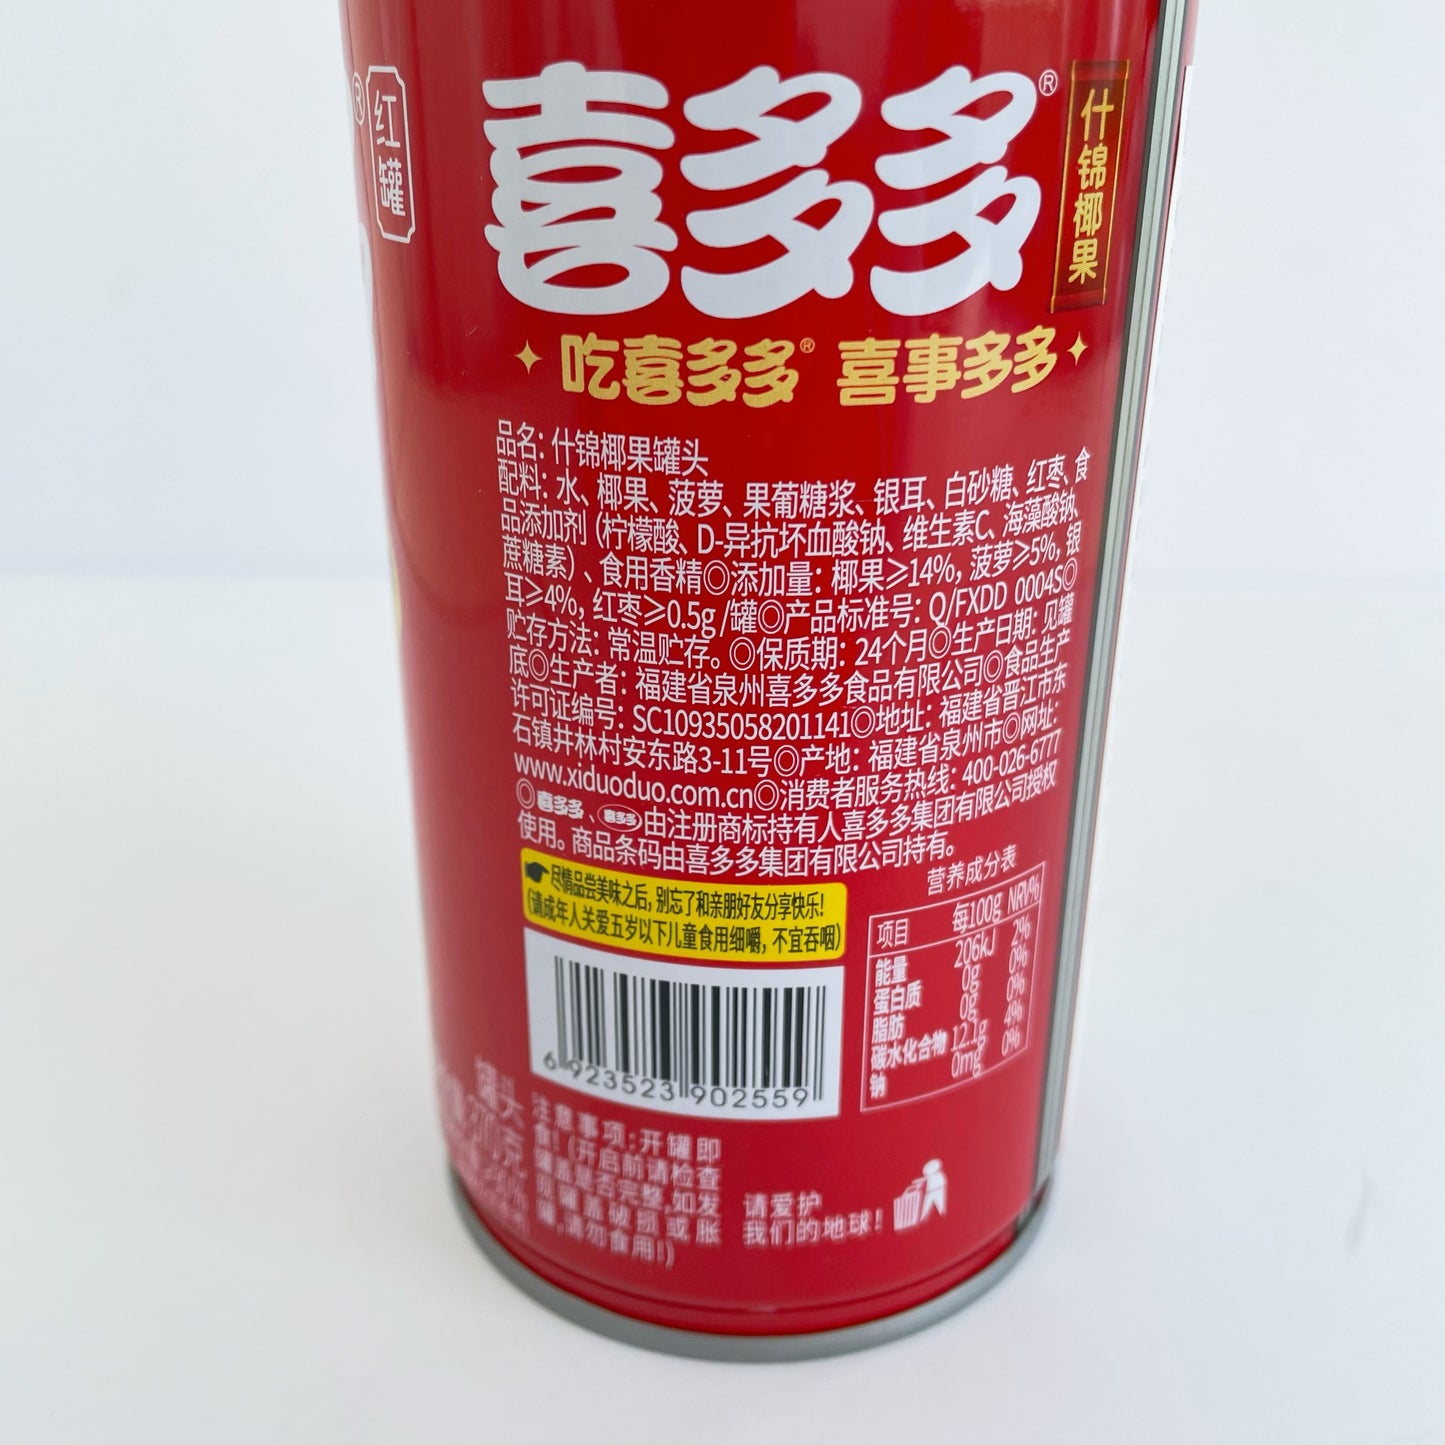 ® 红罐
喜多多®
什锦椰果
吃喜多多® 喜事多多
品名：什锦椰果罐头
配料：水、椰果、菠萝、果葡糖浆、银耳、白砂糖、红枣、食
品添加剂（柠檬酸、D-异抗坏血酸钠、维生素C、海藻酸钠、
蔗糖素）、食用香精◎添加量：椰果≥14%，菠萝≥5%，银
耳≥4%，红枣≥0.5g/罐◎产品标准号：Q/FXDD 0004S◎
贮存方法：常温贮存。◎保质期：24个月◎生产日期：见罐
底◎生产者：福建省泉州喜多多食品有限公司◎食品生产
许可证编号：SC10935058201141◎地址：福建省晋江市东
石镇井林村安东路3-11号◎产地：福建省泉州市◎网址：
www.xiduoduo.com.cn◎消费者服务热线：400-026-6777
◎喜多多、喜多多由注册商标持有人喜多多集团有限公司授权
使用。商品条码由喜多多集团有限公司持有。
尽情品尝美味之后，别忘了和亲朋好友分享快乐！
（请成年人关爱五岁以下儿童食用细嚼，不宜吞咽）
营养成分表
项目 每100g NRV%
能量 206kJ 2%
蛋白质 0g 0%
脂肪 0g 0%
碳水化合物 12.1g 4%
钠 0mg 0%
6 923523 902559
罐头
注意事项：开罐即
食！（开启前请检查
罐盖是否完整，如发
现罐盖破损或胀
罐，请勿食用！）
请爱护
我们的地球！